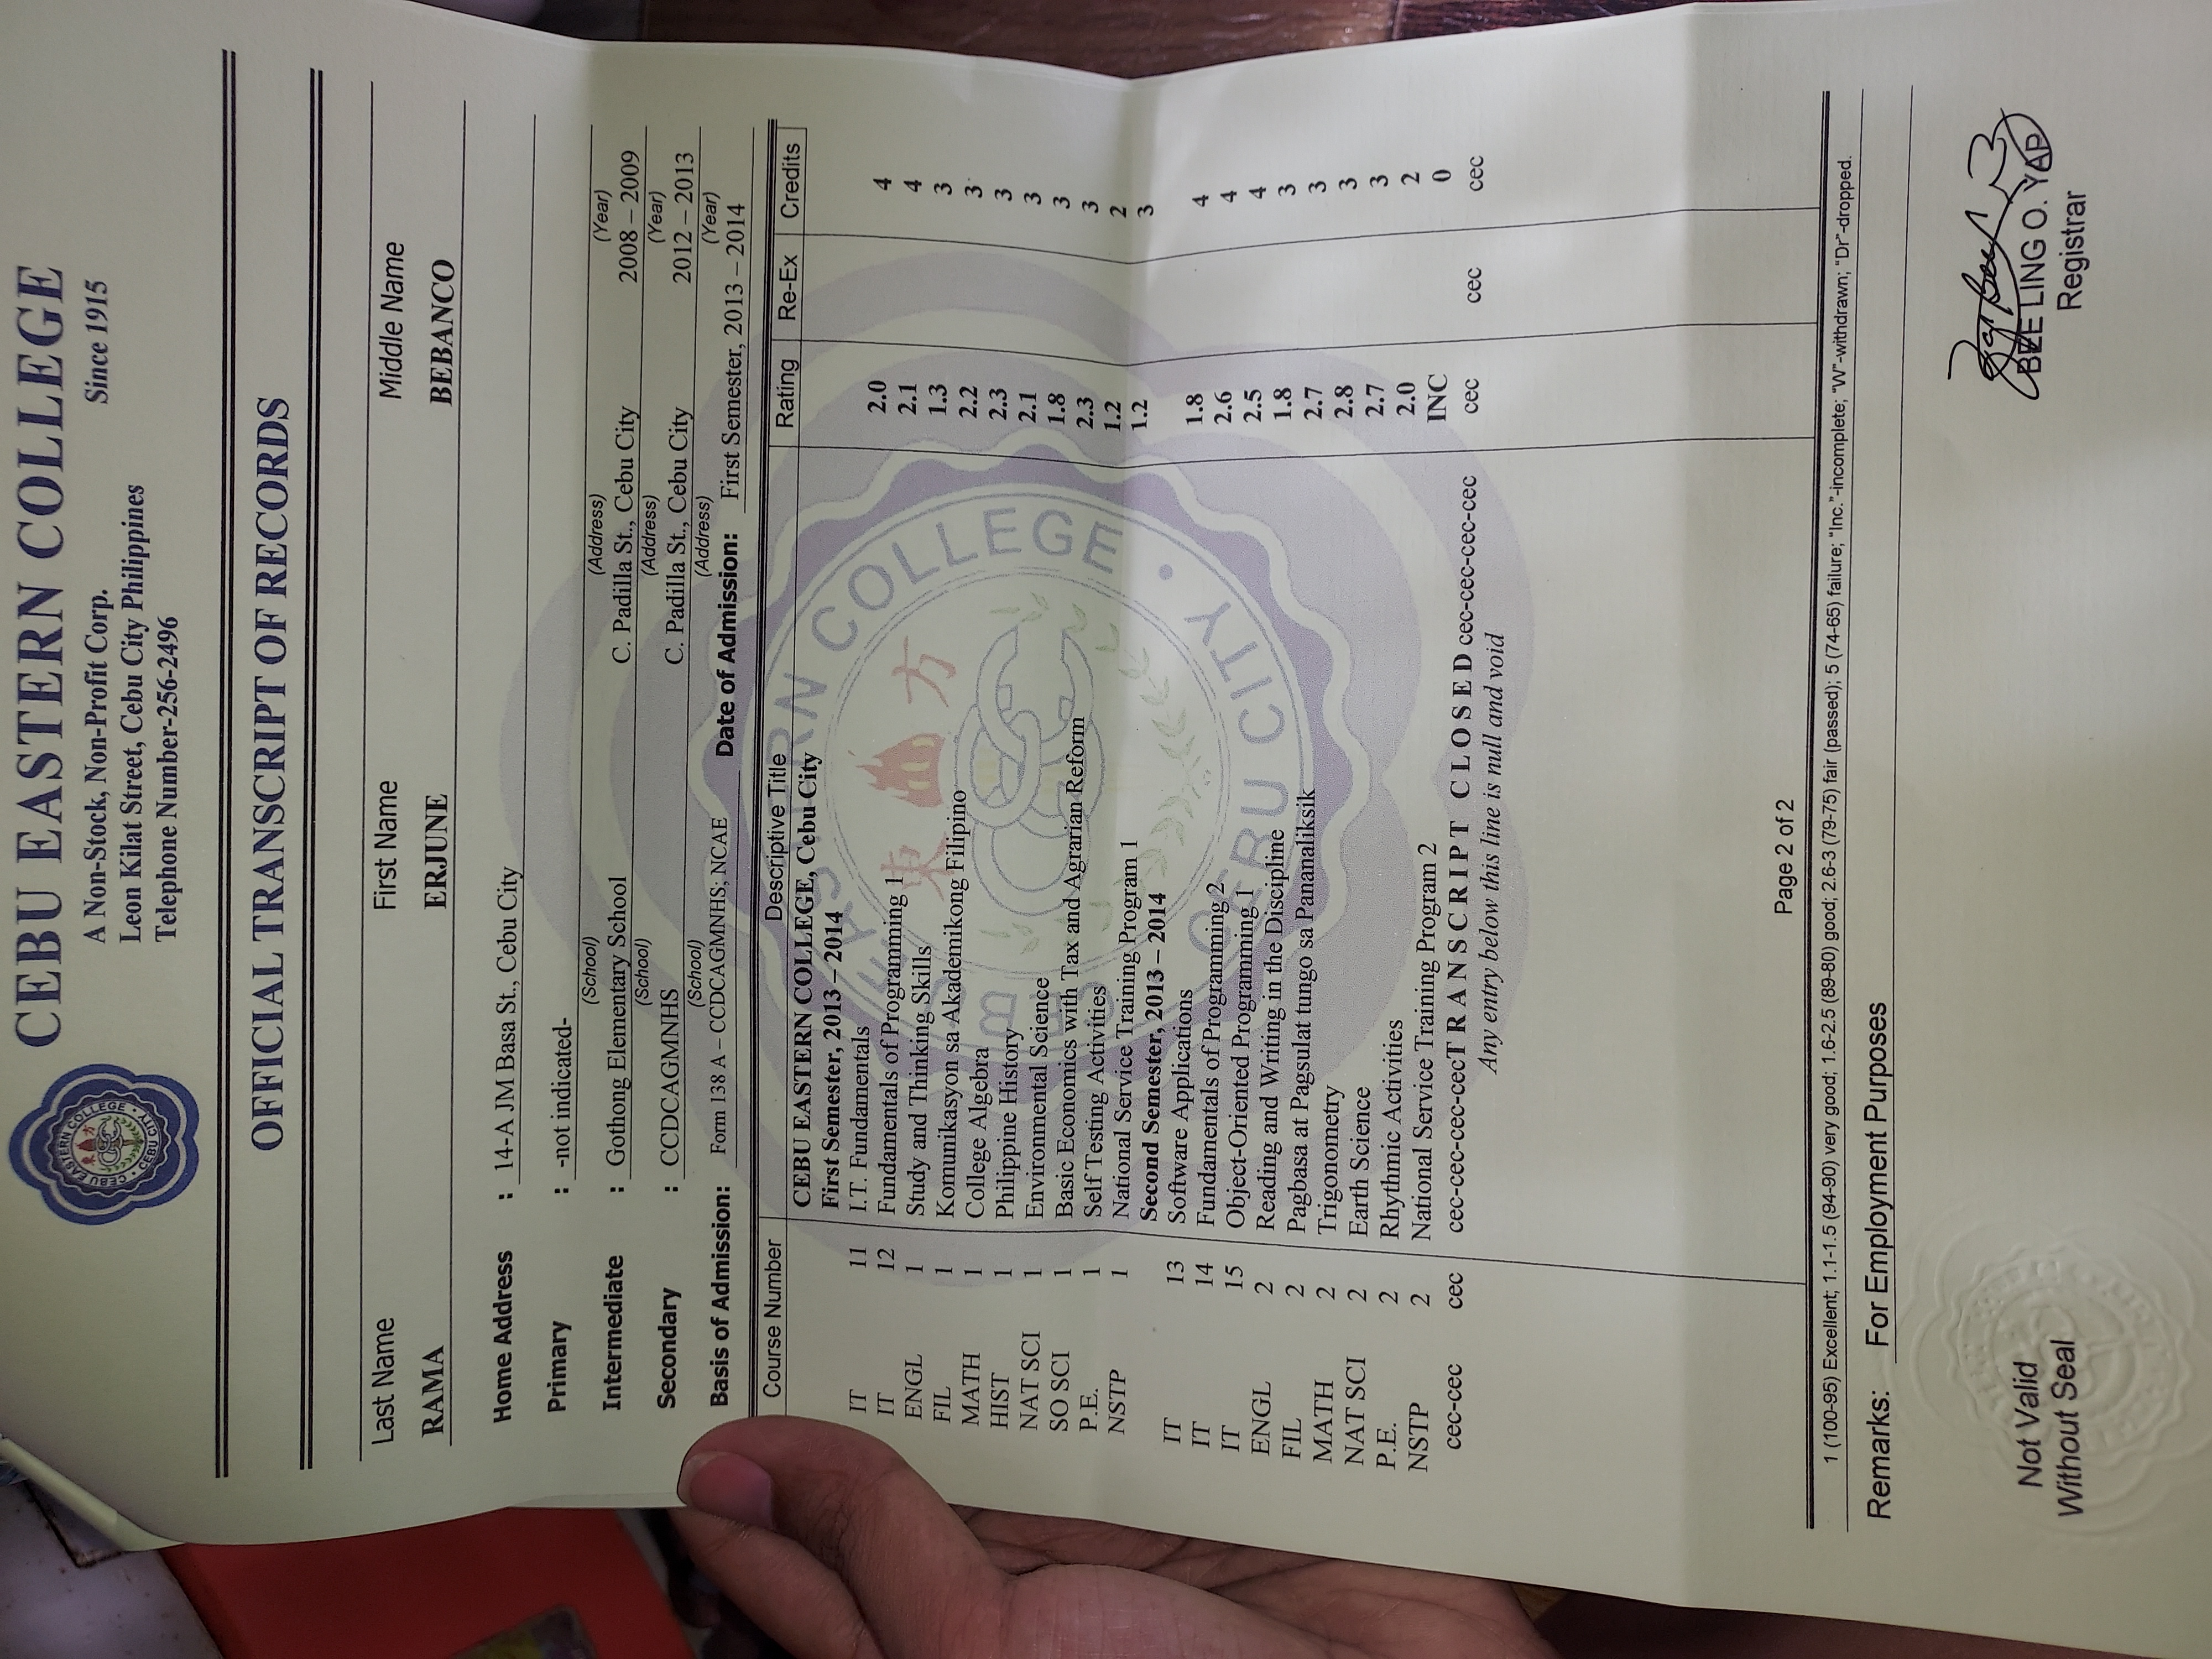 CEBU EASTERN COLLEGE
A Non-Stock, Non-Profit Corp. Since 1915
Leon Kilat Street, Cebu City Philippines
Telephone Number-256-2496
OFFICIAL TRANSCRIPT OF RECORDS
Last Name First Name Middle Name
RAMA ERJUNE BEBANCO
Home Address : 14-A JM Basa St., Cebu City
Primary : -not indicated-
(School) (Address) (Year)
Intermediate : Gothong Elementary School C. Padilla St., Cebu City 2008 – 2009
(School) (Address) (Year)
Secondary : CCDCAGMNHS C. Padilla St., Cebu City 2012 – 2013
(School) (Address) (Year)
Basis of Admission: Form 138 A – CCDCAGMNHS; NCAE Date of Admission: First Semester, 2013 – 2014
Course Number Descriptive Title Rating Re-Ex Credits
CEBU EASTERN COLLEGE, Cebu City
First Semester, 2013 – 2014
IT 11 I.T. Fundamentals 2.0 4
IT 12 Fundamentals of Programming 1 2.1 4
ENGL 1 Study and Thinking Skills 1.3 3
FIL 1 Komunikasyon sa Akademikong Filipino 2.2 3
MATH 1 College Algebra 2.3 3
HIST 1 Philippine History 2.1 3
NAT SCI 1 Environmental Science 1.8 3
SO SCI 1 Basic Economics with Tax and Agrarian Reform 2.3 3
P.E. 1 Self Testing Activities 1.2 2
NSTP 1 National Service Training Program 1 1.2 3
Second Semester, 2013 – 2014
IT 13 Software Applications 1.8 4
IT 14 Fundamentals of Programming 2 2.6 4
IT 15 Object-Oriented Programming 1 2.5 4
ENGL 2 Reading and Writing in the Discipline 1.8 3
FIL 2 Pagbasa at Pagsulat tungo sa Pananaliksik 2.7 3
MATH 2 Trigonometry 2.8 3
NAT SCI 2 Earth Science 2.7 3
P.E. 2 Rhythmic Activities 2.0 2
NSTP 2 National Service Training Program 2 INC 0
cec-cec cec cec-cec-cec-cecTRANSCRIPT CLOSED cec-cec-cec-cec cec cec cec
Any entry below this line is null and void
Page 2 of 2
1 (100-95) Excellent; 1.1-1.5 (94-90) very good; 1.6-2.5 (89-80) good; 2.6-3 (79-75) fair (passed); 5 (74-65) failure; "Inc."-incomplete; "W"-withdrawn; "Dr"-dropped.
Remarks: For Employment Purposes
Not Valid
Without Seal
BEE LING O. YAP
Registrar
EASTERN COLLEGE • CEBU CITY
東 方